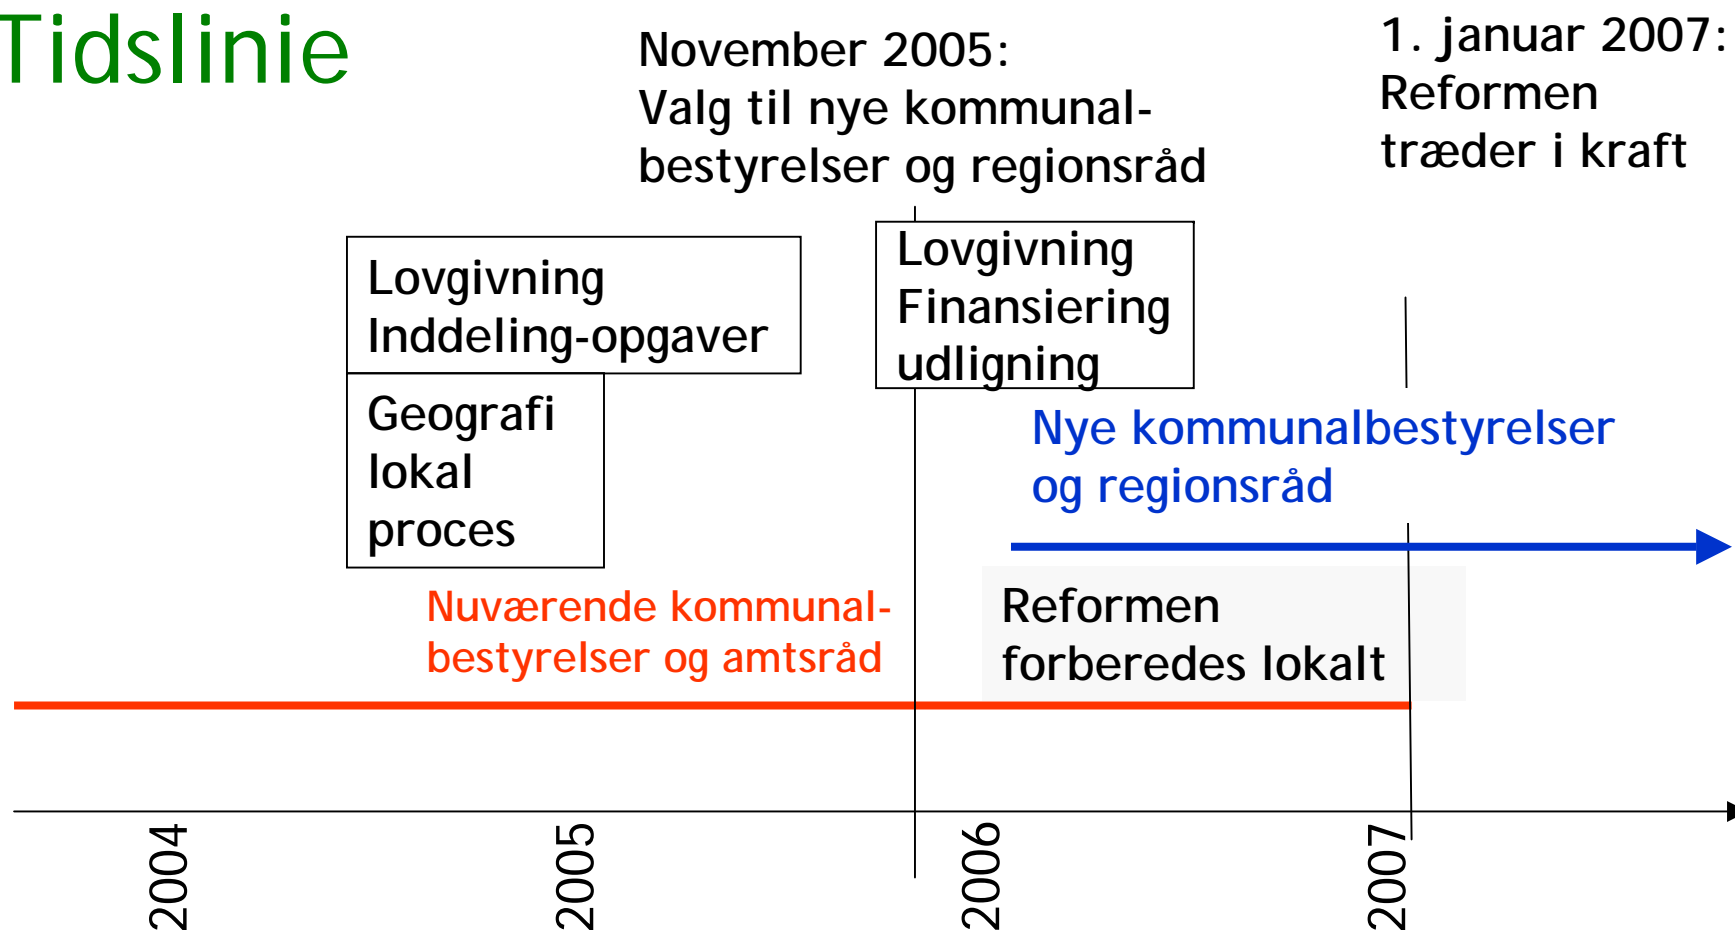 Tidslinie
November 2005:
Valg til nye kommunal-
bestyrelser og regionsråd
1. januar 2007:
Reformen
træder i kraft
Lovgivning
Inddeling-opgaver
Lovgivning
Finansiering
udligning
Geografi
lokal
proces
Nye kommunalbestyrelser
og regionsråd
Nuværende kommunal-
bestyrelser og amtsråd
Reformen
forberedes lokalt
2004
2005
2006
2007